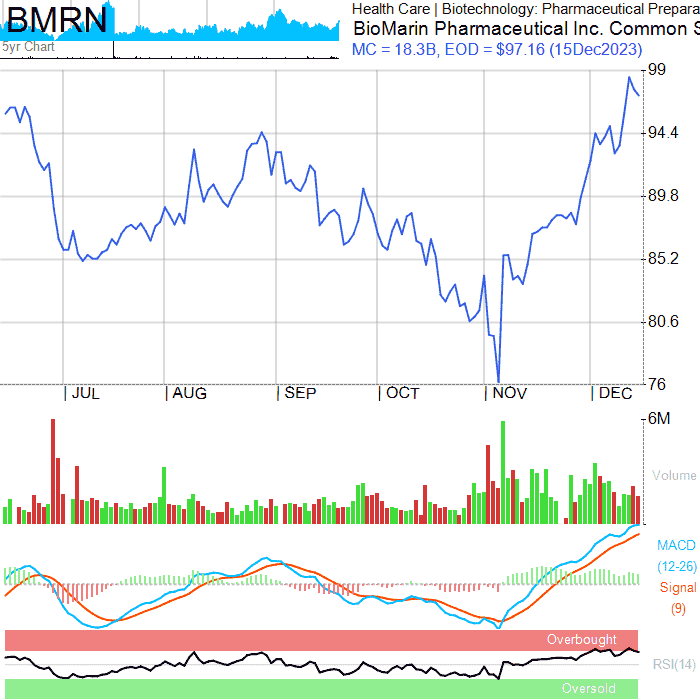 BMRN
5yr Chart
Health Care | Biotechnology: Pharmaceutical Prepara
BioMarin Pharmaceutical Inc. Common S
MC = 18.3B, EOD = $97.16 (15Dec2023)
99
94.4
89.8
85.2
80.6
76
| JUL | AUG | SEP | OCT | NOV | DEC
6M
Volume
MACD
(12-26)
Signal
(9)
Overbought
RSI(14)
Oversold